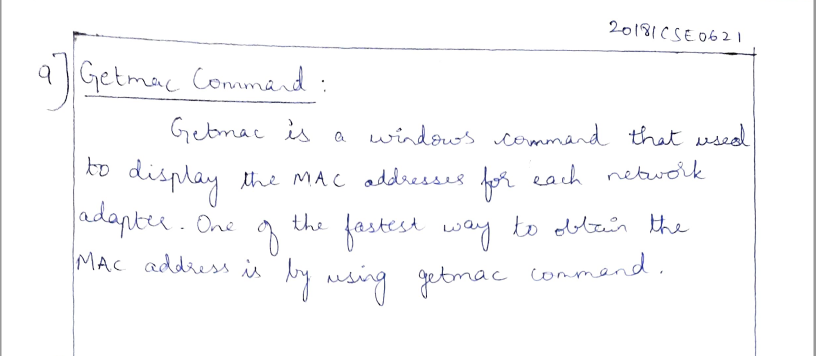 20181CSE0621
9] Getmac Command :
Getmac is a windows command that used
to display the MAC addresses for each network
adapter. One of the fastest way to obtain the
MAC address is by using getmac command.